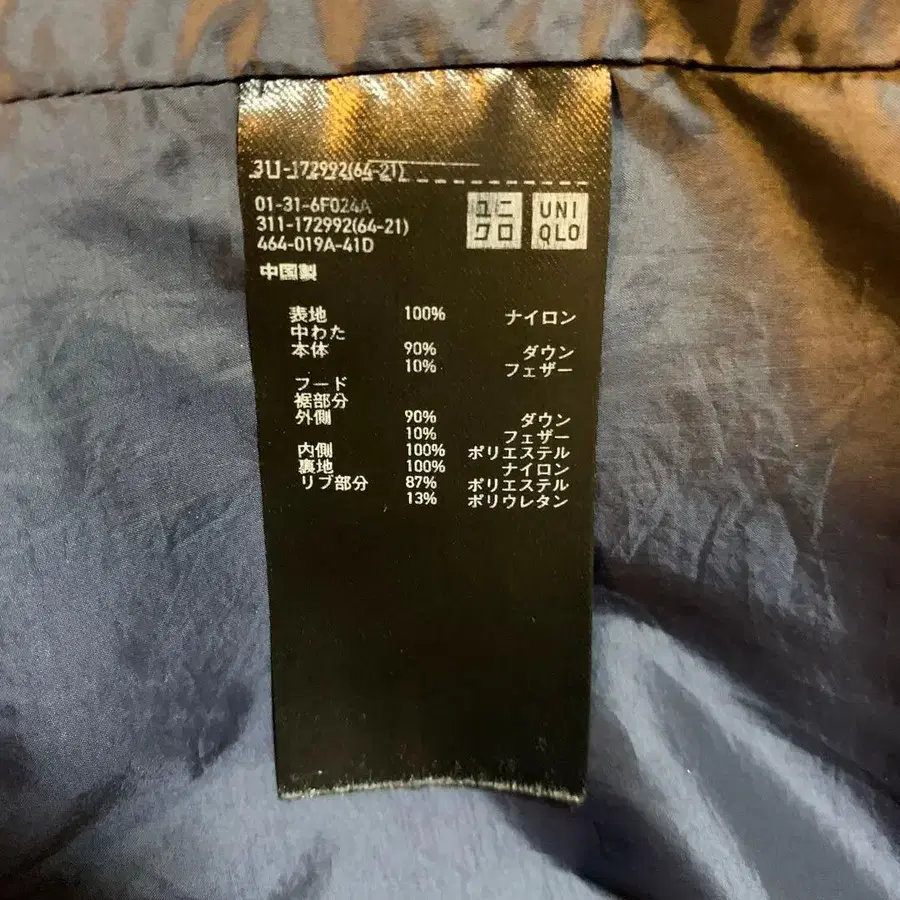 311-172992(64-21)
01-31-6F024A
311-172992(64-21)
464-019A-41D
ユニ
クロ
UNI
QLO
中国製
表地 100% ナイロン
中わた
本体 90% ダウン
10% フェザー
フード
裾部分
外側 90% ダウン
10% フェザー
内側 100% ポリエステル
裏地 100% ナイロン
リブ部分 87% ポリエステル
13% ポリウレタン